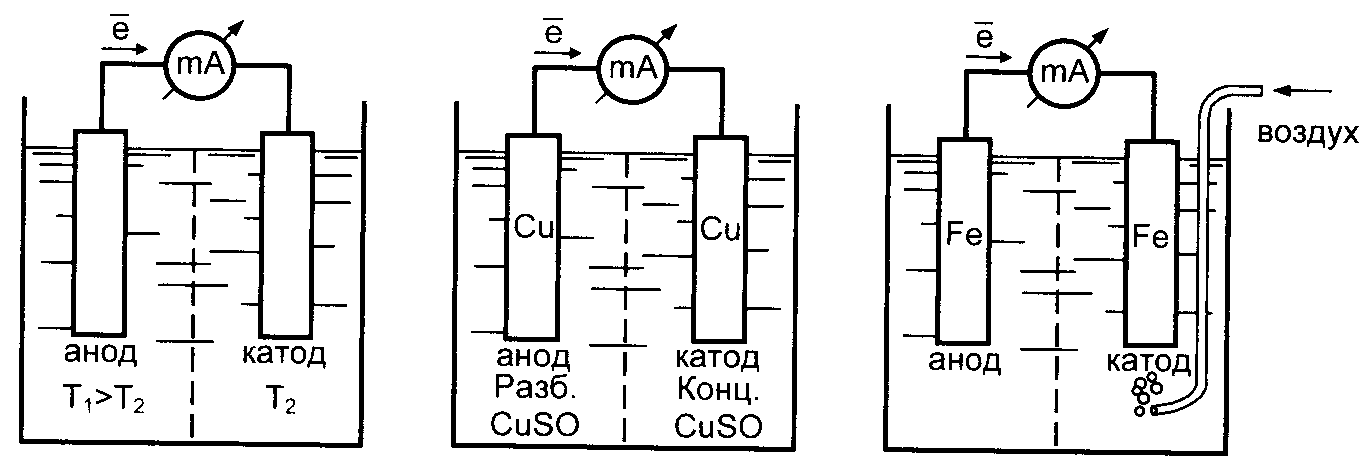 e̅
mA
анод
T₁>T₂
катод
T₂
e̅
mA
Cu
Cu
анод
Разб.
CuSO
катод
Конц.
CuSO
e̅
mA
воздух
Fe
Fe
анод
катод